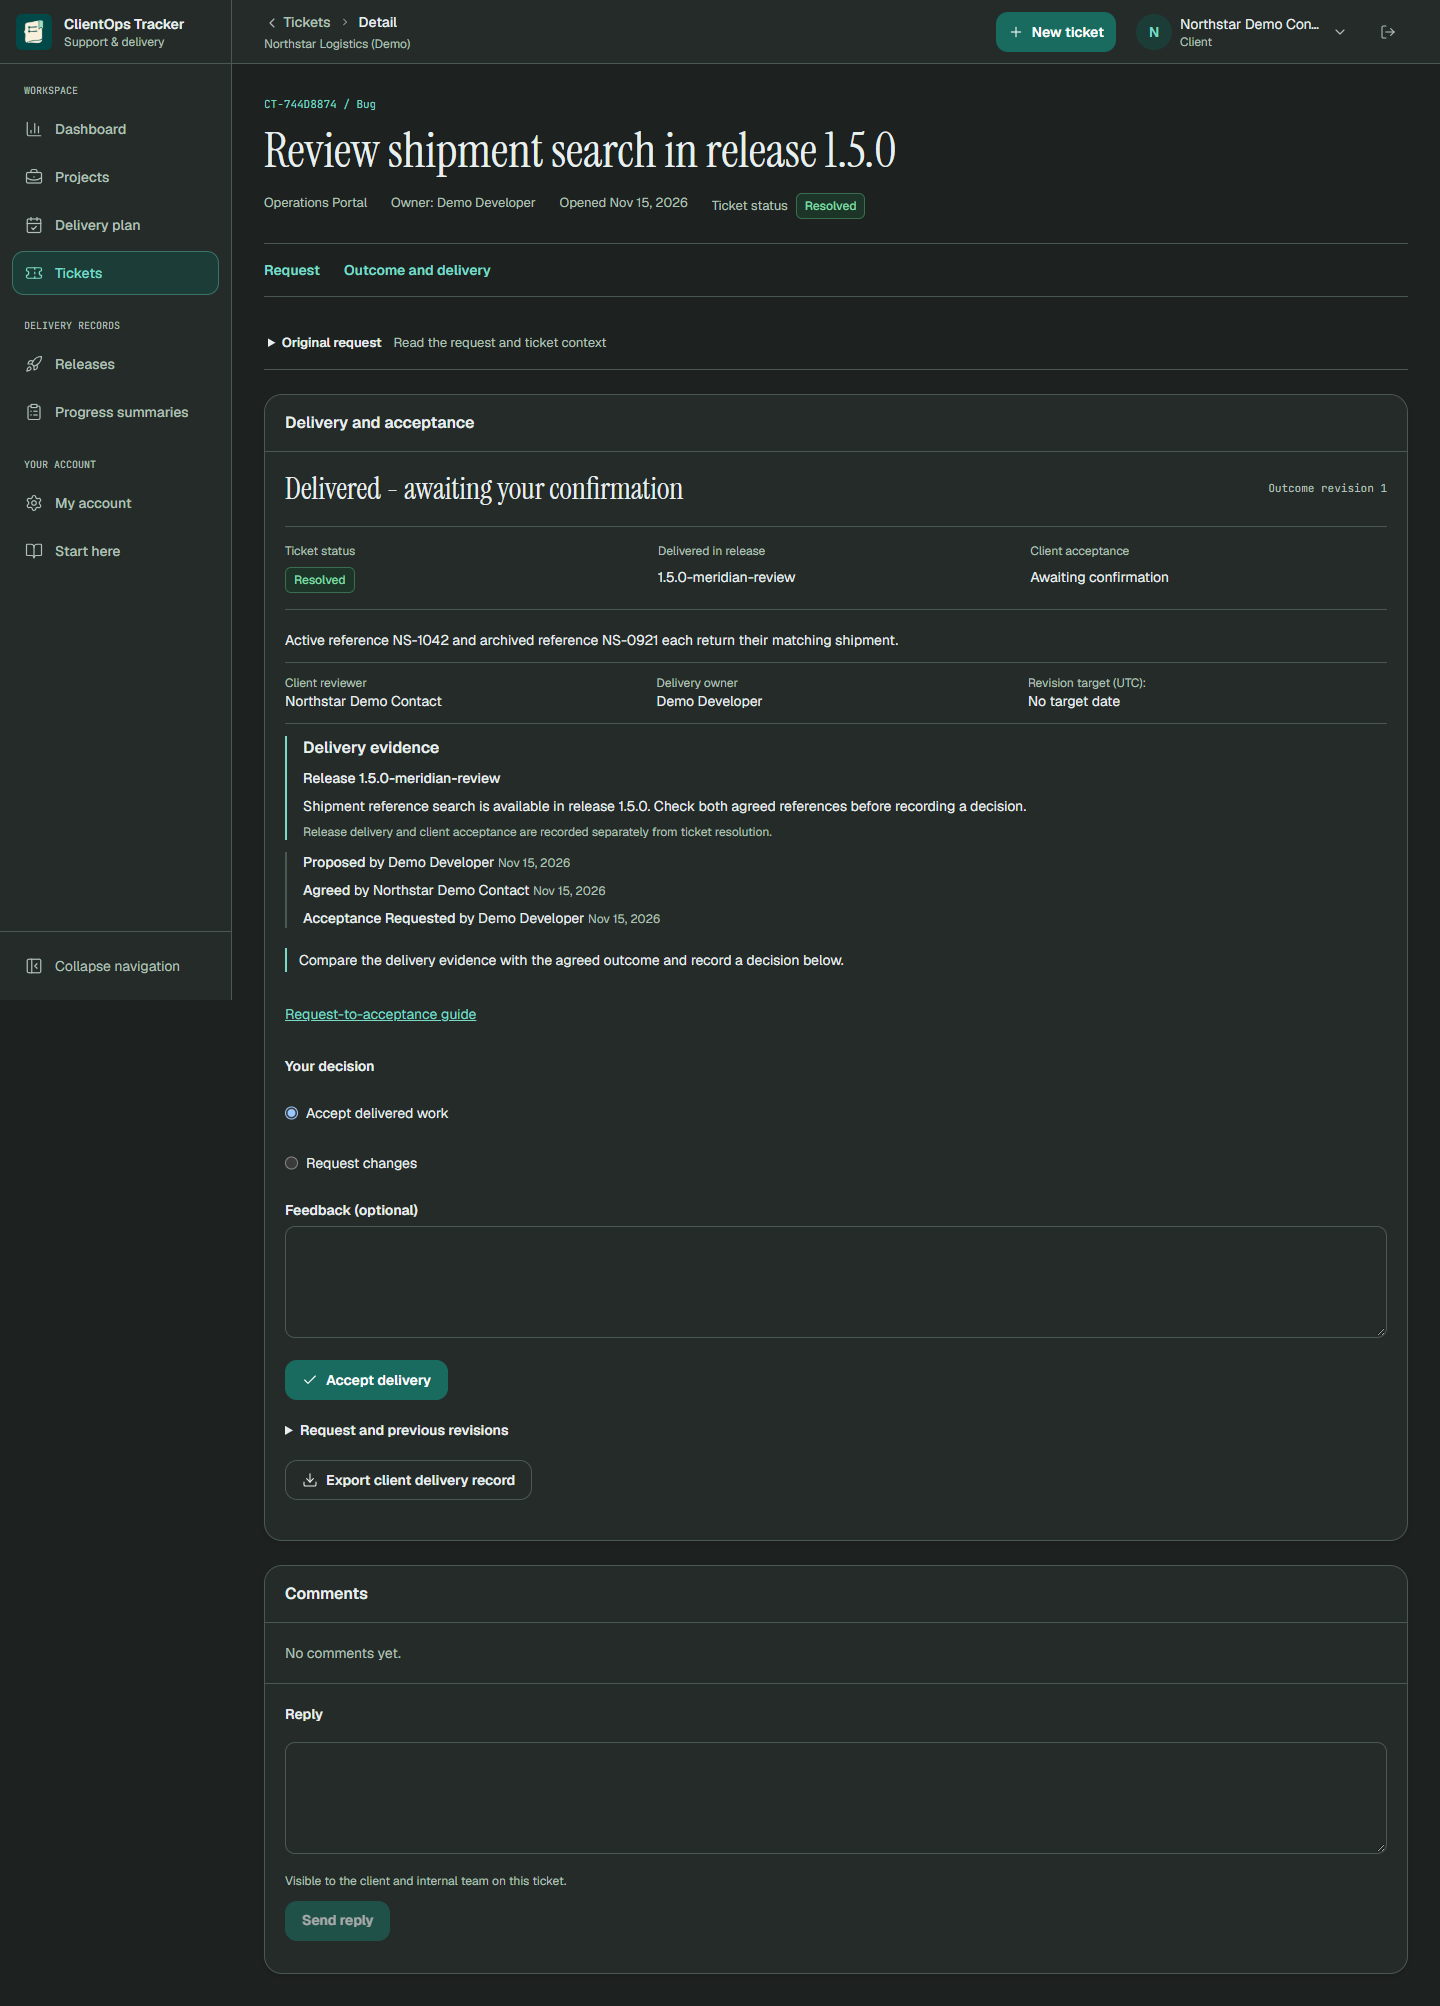 ClientOps Tracker
Support & delivery
Tickets > Detail
Northstar Logistics (Demo)
New ticket
N
Northstar Demo Con...
Client
WORKSPACE
Dashboard
Projects
Delivery plan
Tickets
DELIVERY RECORDS
Releases
Progress summaries
YOUR ACCOUNT
My account
Start here
Collapse navigation
CT-744D8874 / Bug
Review shipment search in release 1.5.0
Operations Portal Owner: Demo Developer Opened Nov 15, 2026 Ticket status Resolved
Request Outcome and delivery
Original request Read the request and ticket context
Delivery and acceptance
Delivered - awaiting your confirmation Outcome revision 1
Ticket status Delivered in release Client acceptance
Resolved 1.5.0-meridian-review Awaiting confirmation
Active reference NS-1042 and archived reference NS-0921 each return their matching shipment.
Client reviewer Delivery owner Revision target (UTC):
Northstar Demo Contact Demo Developer No target date
Delivery evidence
Release 1.5.0-meridian-review
Shipment reference search is available in release 1.5.0. Check both agreed references before recording a decision.
Release delivery and client acceptance are recorded separately from ticket resolution.
Proposed by Demo Developer Nov 15, 2026
Agreed by Northstar Demo Contact Nov 15, 2026
Acceptance Requested by Demo Developer Nov 15, 2026
Compare the delivery evidence with the agreed outcome and record a decision below.
Request-to-acceptance guide
Your decision
Accept delivered work
Request changes
Feedback (optional)
Accept delivery
Request and previous revisions
Export client delivery record
Comments
No comments yet.
Reply
Visible to the client and internal team on this ticket.
Send reply